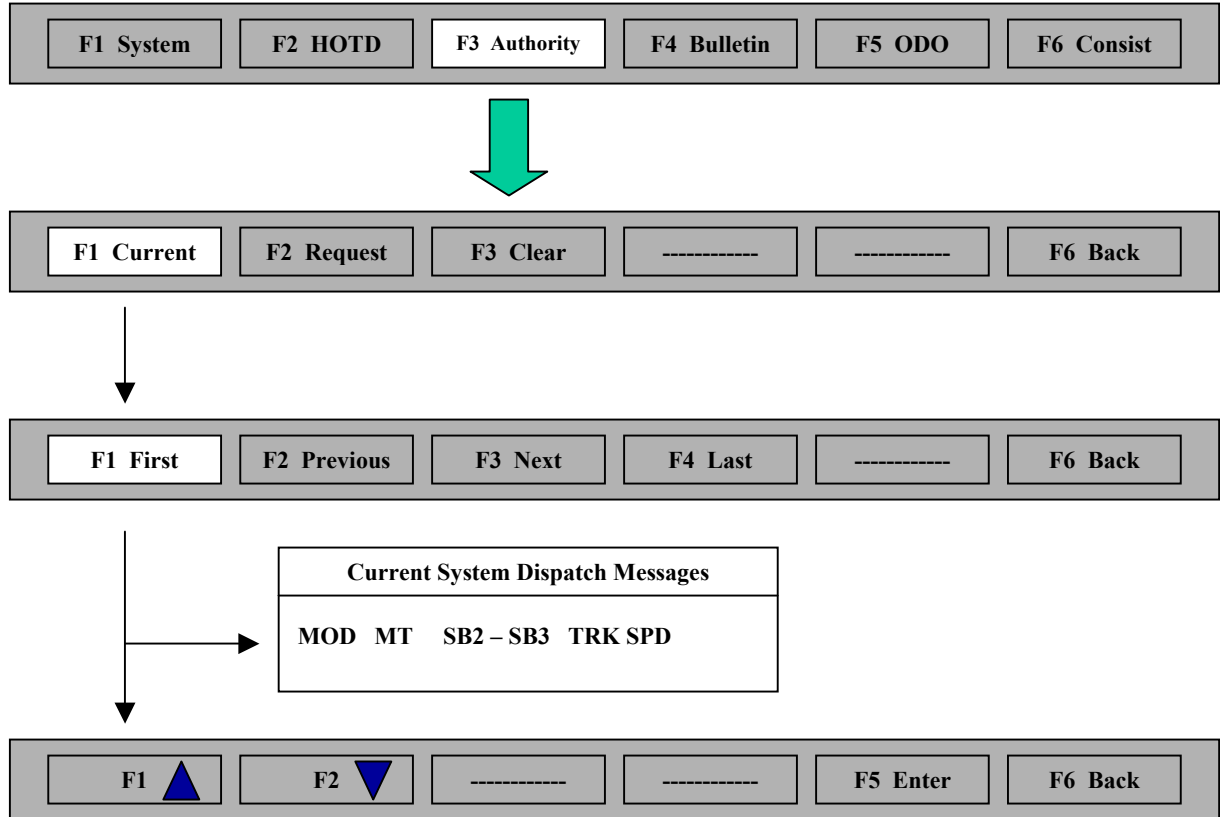 F1 System F2 HOTD F3 Authority F4 Bulletin F5 ODO F6 Consist
F1 Current F2 Request F3 Clear ------------ ------------ F6 Back
F1 First F2 Previous F3 Next F4 Last ------------ F6 Back
Current System Dispatch Messages
MOD MT SB2 – SB3 TRK SPD
F1 F2 ------------ ------------ F5 Enter F6 Back